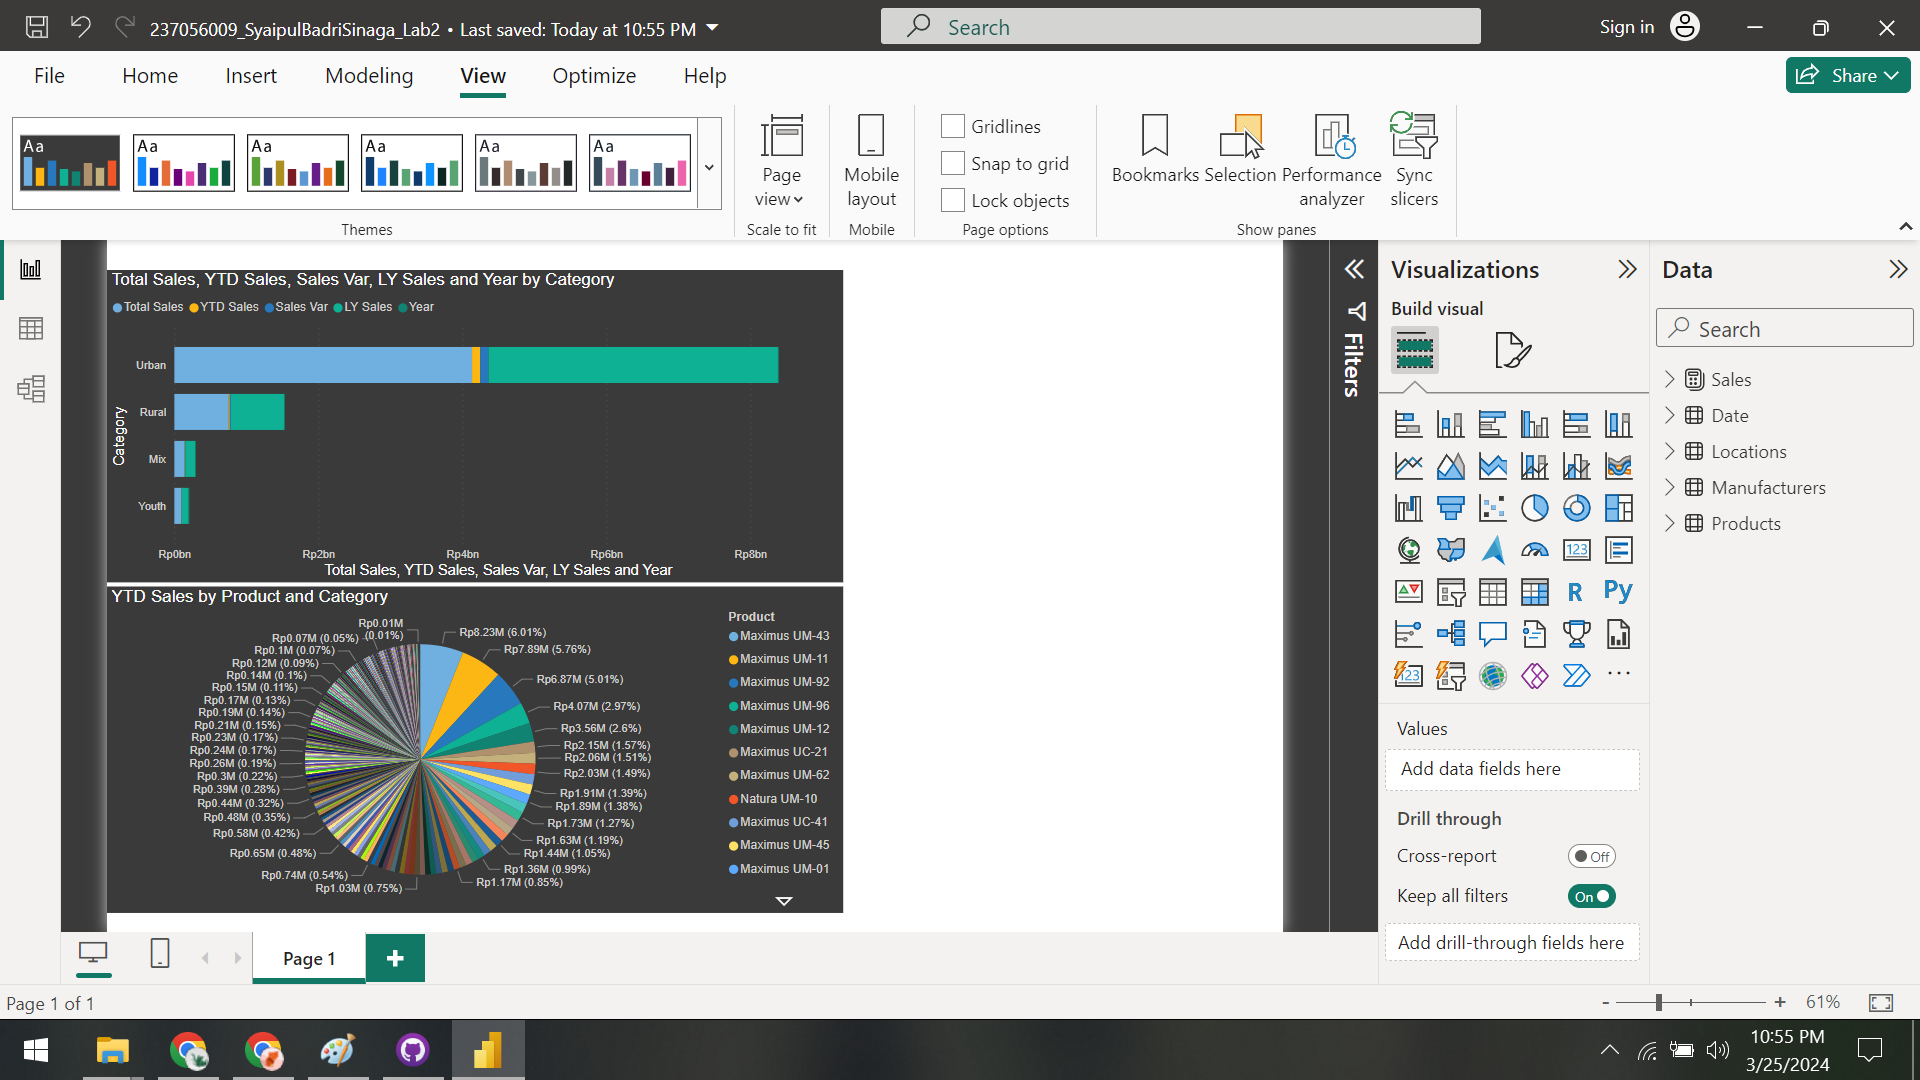 237056009_SyaipulBadriSinaga_Lab2 • Last saved: Today at 10:55 PM
Search
Sign in
File
Home
Insert
Modeling
View
Optimize
Help
Share
Aa
Aa
Aa
Aa
Aa
Aa
Themes
Page
view
Scale to fit
Mobile
layout
Mobile
Gridlines
Snap to grid
Lock objects
Page options
Bookmarks
Selection
Performance
analyzer
Sync
slicers
Show panes
Total Sales, YTD Sales, Sales Var, LY Sales and Year by Category
Total Sales
YTD Sales
Sales Var
LY Sales
Year
Category
Urban
Rural
Mix
Youth
Rp0bn
Rp2bn
Rp4bn
Rp6bn
Rp8bn
Total Sales, YTD Sales, Sales Var, LY Sales and Year
YTD Sales by Product and Category
Rp8.23M (6.01%)
Rp7.89M (5.76%)
Rp6.87M (5.01%)
Rp4.07M (2.97%)
Rp3.56M (2.6%)
Rp2.15M (1.57%)
Rp2.06M (1.51%)
Rp2.03M (1.49%)
Rp1.91M (1.39%)
Rp1.89M (1.38%)
Rp1.73M (1.27%)
Rp1.63M (1.19%)
Rp1.44M (1.05%)
Rp1.36M (0.99%)
Rp1.17M (0.85%)
Rp1.03M (0.75%)
Rp0.74M (0.54%)
Rp0.65M (0.48%)
Rp0.58M (0.42%)
Rp0.48M (0.35%)
Rp0.44M (0.32%)
Rp0.39M (0.28%)
Rp0.3M (0.22%)
Rp0.26M (0.19%)
Rp0.24M (0.17%)
Rp0.23M (0.17%)
Rp0.21M (0.15%)
Rp0.19M (0.14%)
Rp0.17M (0.13%)
Rp0.15M (0.11%)
Rp0.14M (0.1%)
Rp0.12M (0.09%)
Rp0.1M (0.07%)
Rp0.07M (0.05%)
Rp0.01M
(0.01%)
Product
Maximus UM-43
Maximus UM-11
Maximus UM-92
Maximus UM-96
Maximus UM-12
Maximus UC-21
Maximus UM-62
Natura UM-10
Maximus UC-41
Maximus UM-45
Maximus UM-01
Filters
Visualizations
Build visual
123
R
Py
123
Values
Add data fields here
Drill through
Cross-report
Off
Keep all filters
On
Add drill-through fields here
Data
Search
Sales
Date
Locations
Manufacturers
Products
Page 1
+
Page 1 of 1
-
+
61%
10:55 PM
3/25/2024